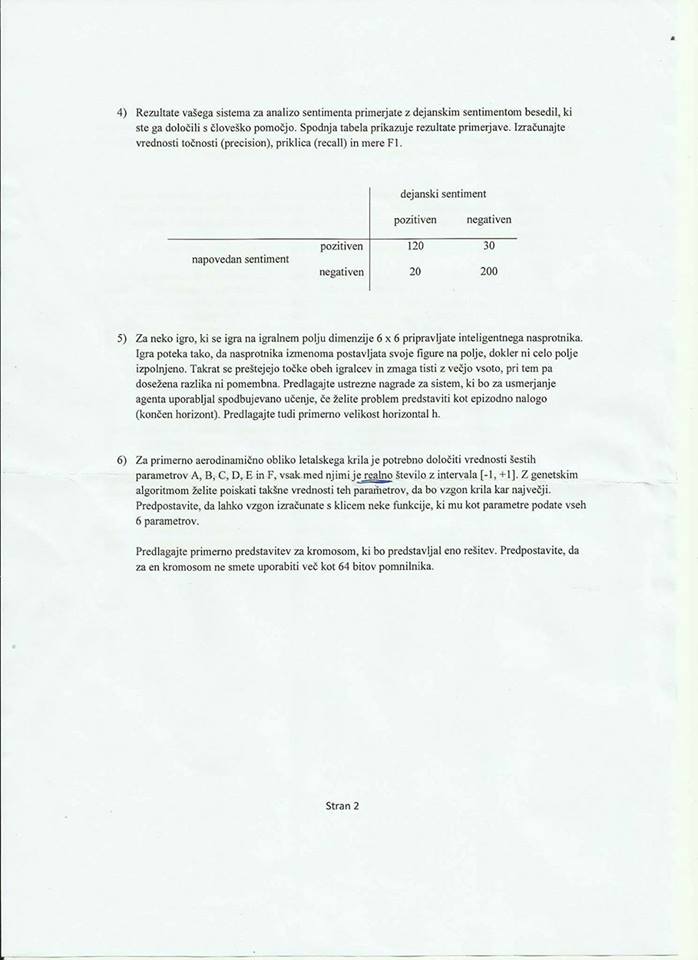 4) Rezultate vašega sistema za analizo sentimenta primerjate z dejanskim sentimentom besedil, ki
ste ga določili s človeško pomočjo. Spodnja tabela prikazuje rezultate primerjave. Izračunajte
vrednosti točnosti (precision), priklica (recall) in mere F1.
dejanski sentiment
pozitiven negativen
pozitiven 120 30
napovedan sentiment
negativen 20 200
5) Za neko igro, ki se igra na igralnem polju dimenzije 6 x 6 pripravljate inteligentnega nasprotnika.
Igra poteka tako, da nasprotnika izmenoma postavljata svoje figure na polje, dokler ni celo polje
izpolnjeno. Takrat se preštejejo točke obeh igralcev in zmaga tisti z večjo vsoto, pri tem pa
dosežena razlika ni pomembna. Predlagajte ustrezne nagrade za sistem, ki bo za usmerjanje
agenta uporabljal spodbujevano učenje, če želite problem predstaviti kot epizodno nalogo
(končen horizont). Predlagajte tudi primerno velikost horizontal h.
6) Za primerno aerodinamično obliko letalskega krila je potrebno določiti vrednosti šestih
parametrov A, B, C, D, E in F, vsak med njimi je realno število z intervala [-1, +1]. Z genetskim
algoritmom želite poiskati takšne vrednosti teh parametrov, da bo vzgon krila kar največji.
Predpostavite, da lahko vzgon izračunate s klicem neke funkcije, ki mu kot parametre podate vseh
6 parametrov.
Predlagajte primerno predstavitev za kromosom, ki bo predstavljal eno rešitev. Predpostavite, da
za en kromosom ne smete uporabiti več kot 64 bitov pomnilnika.
Stran 2